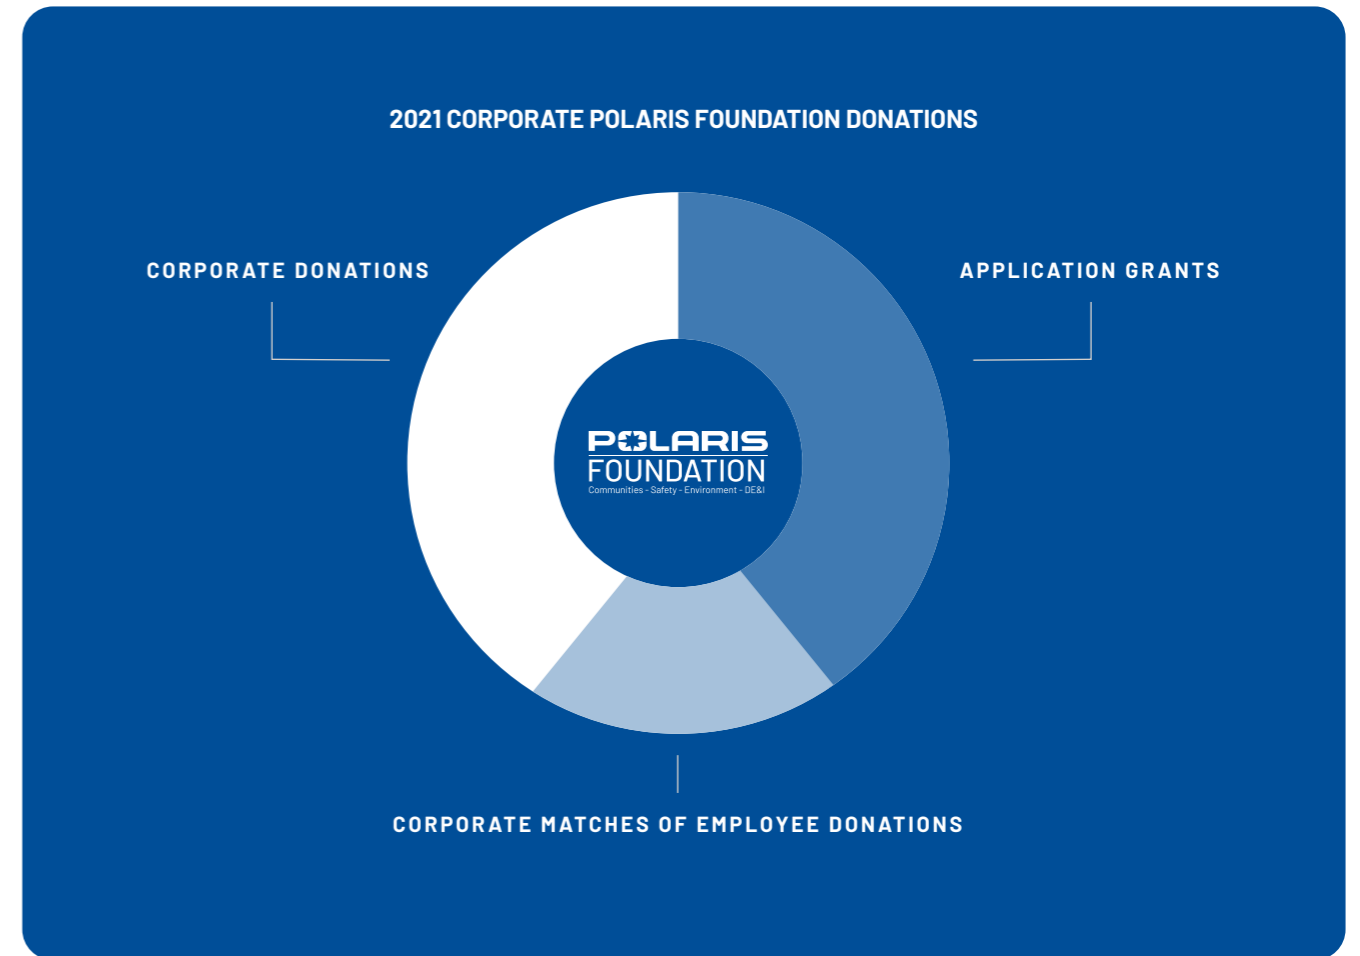 2021 CORPORATE POLARIS FOUNDATION DONATIONS
CORPORATE DONATIONS
APPLICATION GRANTS
POLARIS
FOUNDATION
Communities - Safety - Environment - DE&I
CORPORATE MATCHES OF EMPLOYEE DONATIONS